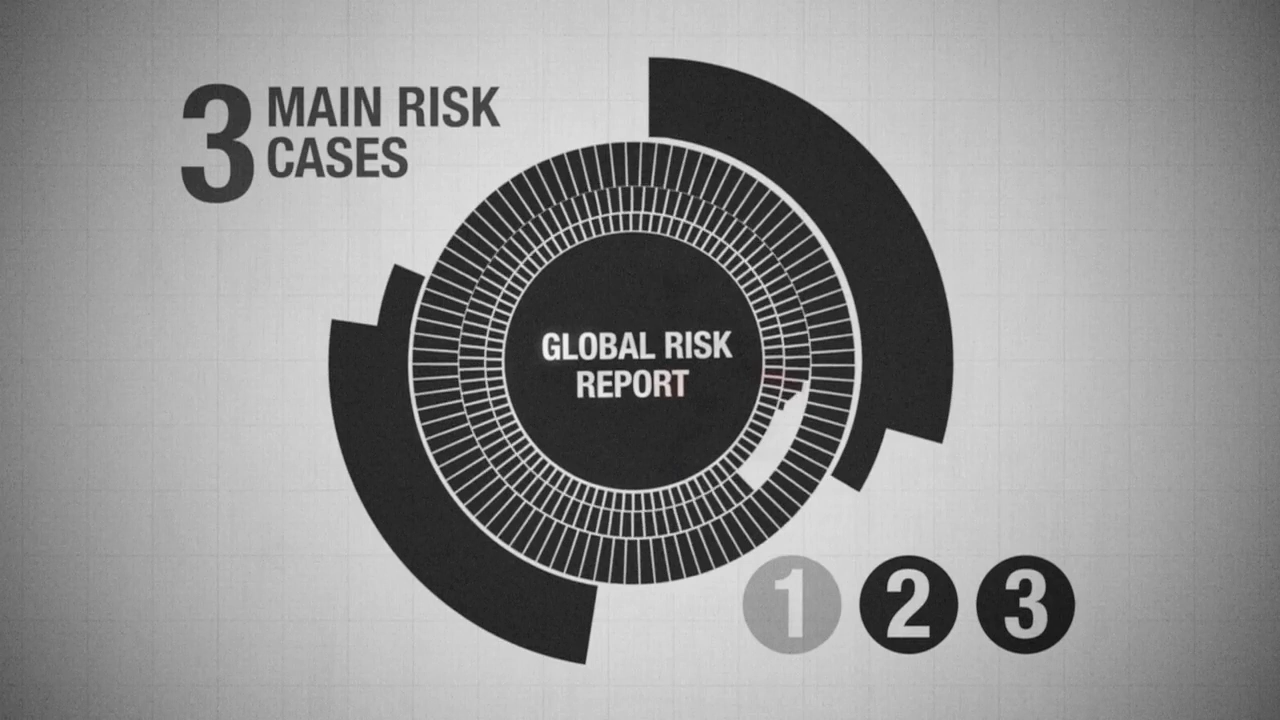 3
MAIN RISK
CASES
GLOBAL RISK
REPORT
1 2 3